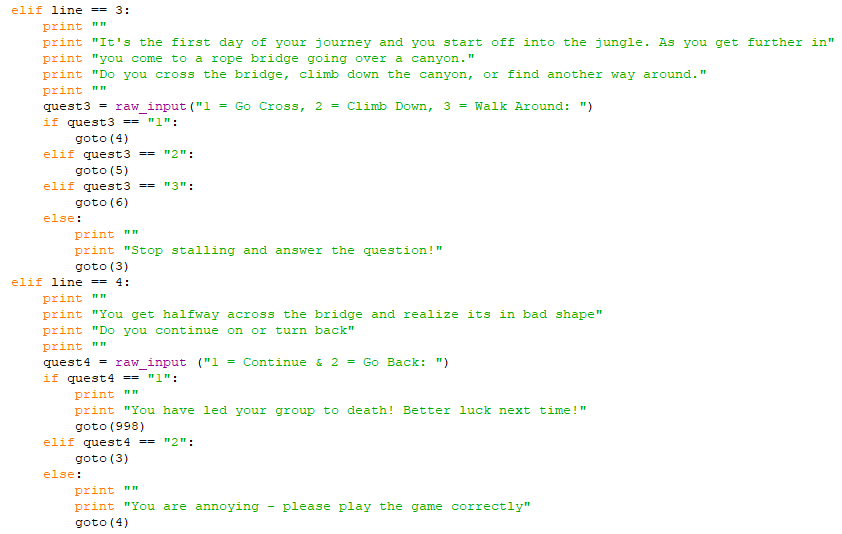 elif line == 3:
    print ""
    print "It's the first day of your journey and you start off into the jungle. As you get further in"
    print "you come to a rope bridge going over a canyon."
    print "Do you cross the bridge, climb down the canyon, or find another way around."
    print ""
    quest3 = raw_input("1 = Go Cross, 2 = Climb Down, 3 = Walk Around: ")
    if quest3 == "1":
        goto(4)
    elif quest3 == "2":
        goto(5)
    elif quest3 == "3":
        goto(6)
    else:
        print ""
        print "Stop stalling and answer the question!"
        goto(3)
elif line == 4:
    print ""
    print "You get halfway across the bridge and realize its in bad shape"
    print "Do you continue on or turn back"
    print ""
    quest4 = raw_input ("1 = Continue & 2 = Go Back: ")
    if quest4 == "1":
        print ""
        print "You have led your group to death! Better luck next time!"
        goto(998)
    elif quest4 == "2":
        goto(3)
    else:
        print ""
        print "You are annoying - please play the game correctly"
        goto(4)